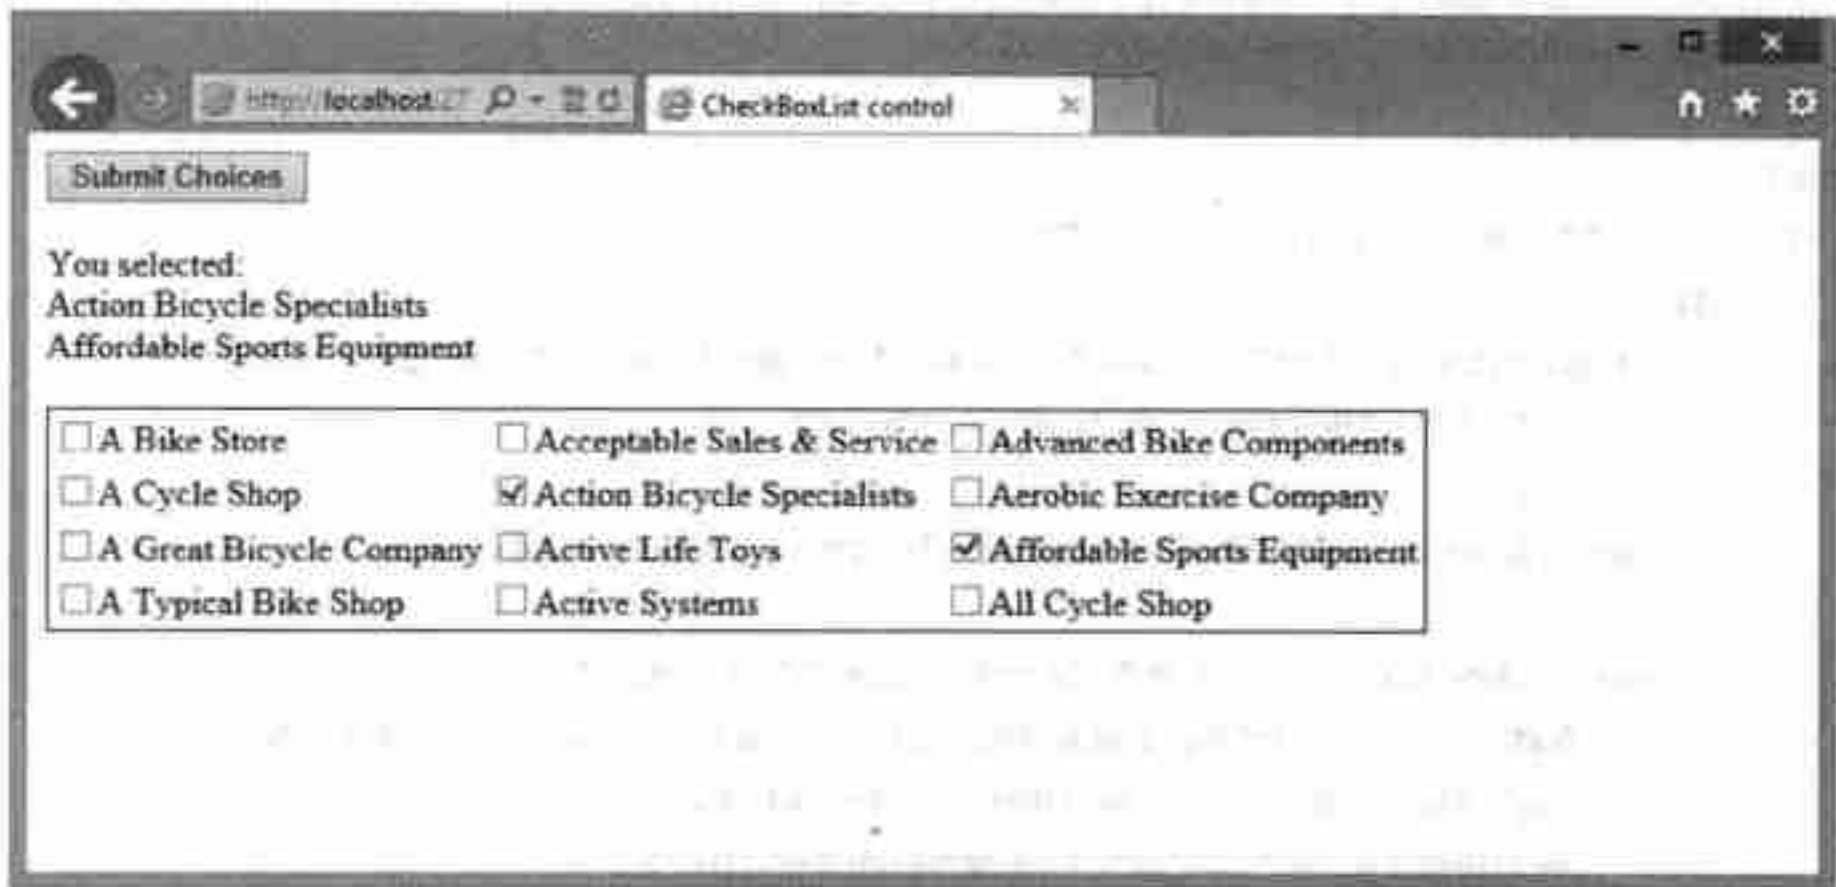 http://localhost:27 CheckBoxList control
Submit Choices
You selected:
Action Bicycle Specialists
Affordable Sports Equipment
A Bike Store Acceptable Sales & Service Advanced Bike Components
A Cycle Shop Action Bicycle Specialists Aerobic Exercise Company
A Great Bicycle Company Active Life Toys Affordable Sports Equipment
A Typical Bike Shop Active Systems All Cycle Shop